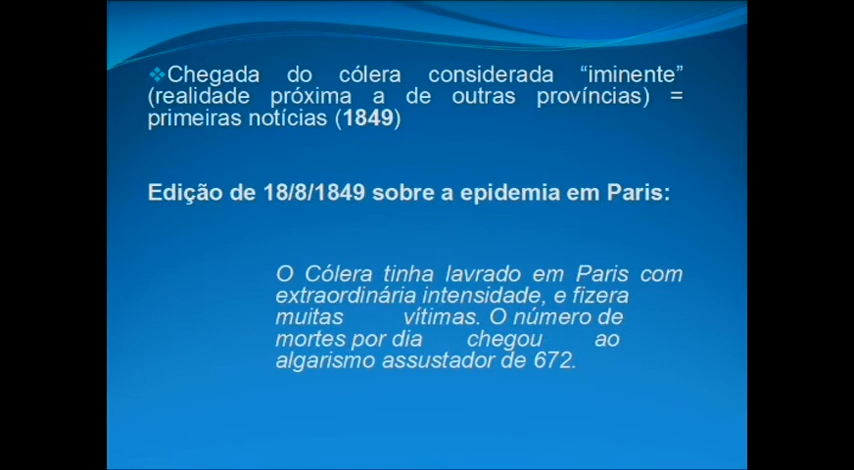 ❖Chegada do cólera considerada “iminente”
(realidade próxima a de outras províncias) =
primeiras notícias (1849)
Edição de 18/8/1849 sobre a epidemia em Paris:
O Cólera tinha lavrado em Paris com
extraordinária intensidade, e fizera
muitas vítimas. O número de
mortes por dia chegou ao
algarismo assustador de 672.